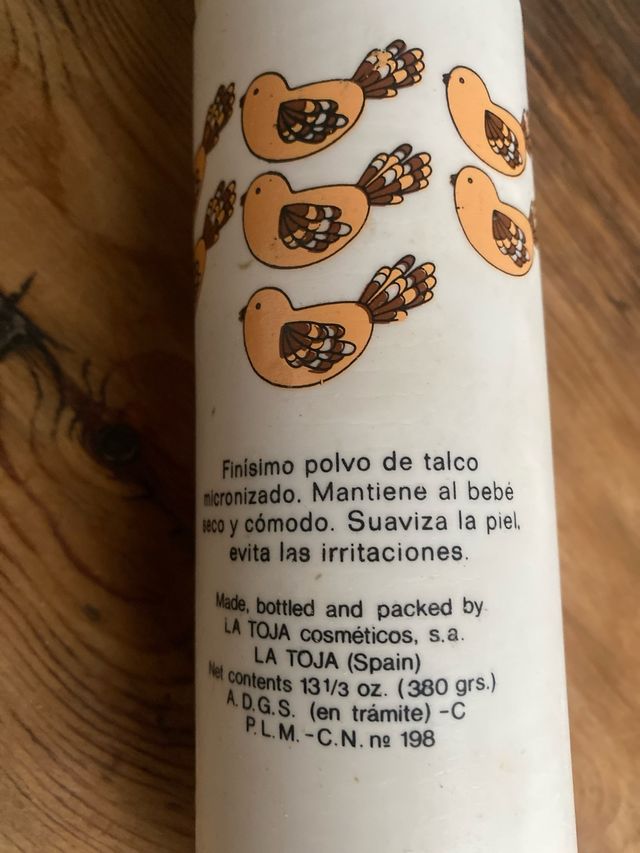 Finísimo polvo de talco
micronizado. Mantiene al bebé
seco y cómodo. Suaviza la piel,
evita las irritaciones.
Made, bottled and packed by
LA TOJA cosméticos, s.a.
LA TOJA (Spain)
Net contents 13 1/3 oz. (380 grs.)
A.D.G.S. (en trámite) -C
P.L.M. -C.N. nº 198